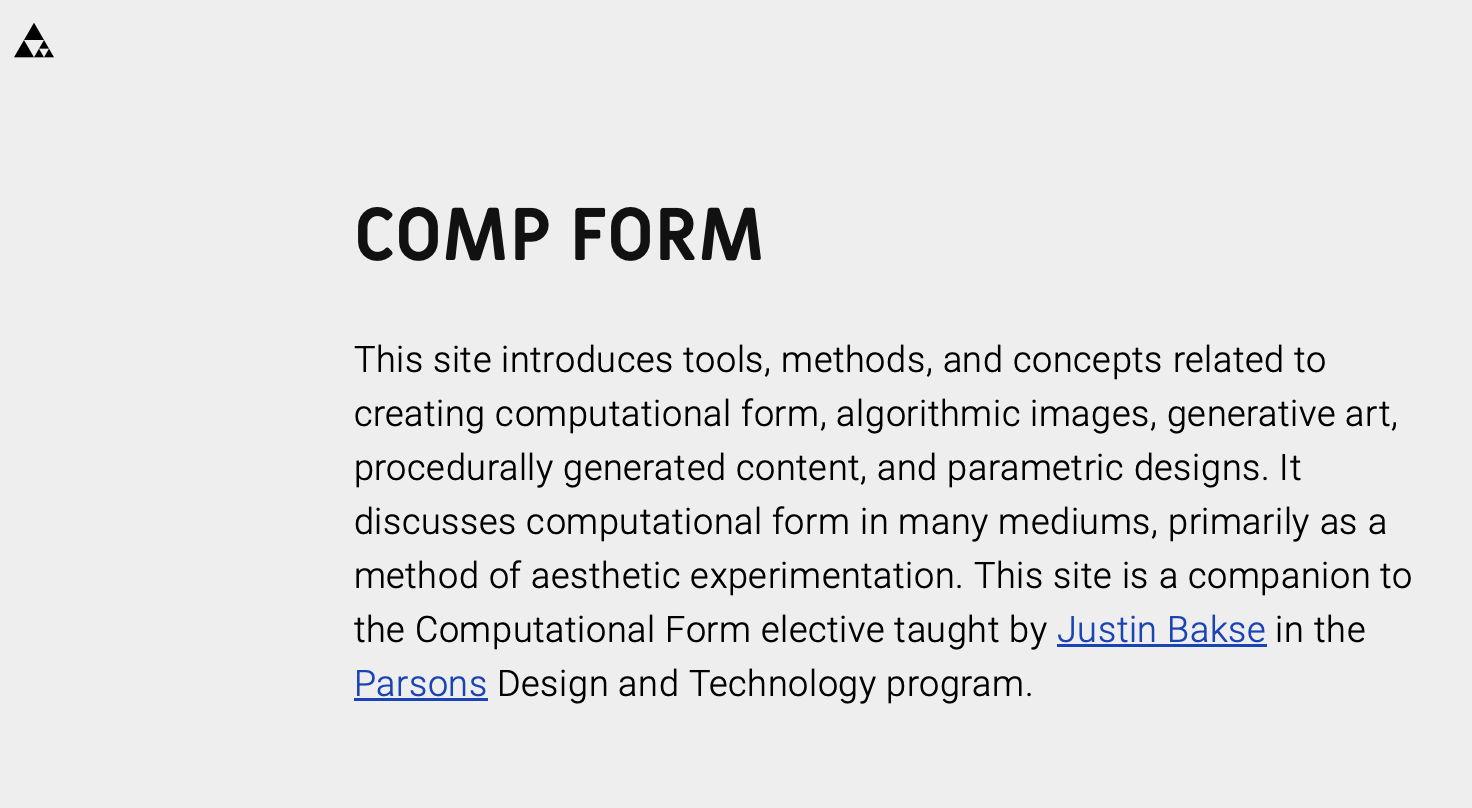 COMP FORM
This site introduces tools, methods, and concepts related to
creating computational form, algorithmic images, generative art,
procedurally generated content, and parametric designs. It
discusses computational form in many mediums, primarily as a
method of aesthetic experimentation. This site is a companion to
the Computational Form elective taught by Justin Bakse in the
Parsons Design and Technology program.